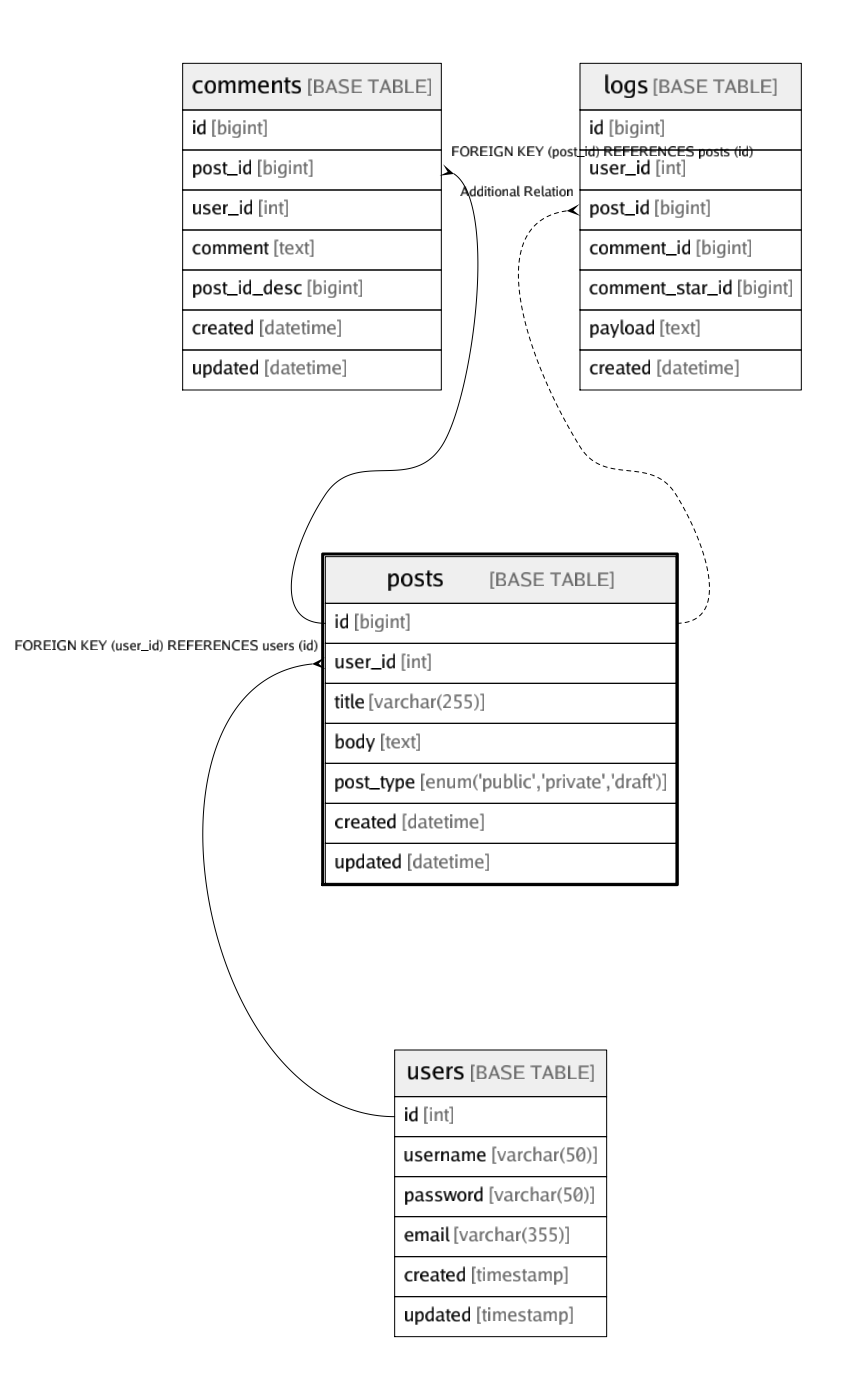 comments [BASE TABLE]
id [bigint]
post_id [bigint]
user_id [int]
comment [text]
post_id_desc [bigint]
created [datetime]
updated [datetime]
logs [BASE TABLE]
id [bigint]
user_id [int]
post_id [bigint]
comment_id [bigint]
comment_star_id [bigint]
payload [text]
created [datetime]
FOREIGN KEY (post_id) REFERENCES posts (id)
Additional Relation
posts [BASE TABLE]
id [bigint]
user_id [int]
title [varchar(255)]
body [text]
post_type [enum('public','private','draft')]
created [datetime]
updated [datetime]
FOREIGN KEY (user_id) REFERENCES users (id)
users [BASE TABLE]
id [int]
username [varchar(50)]
password [varchar(50)]
email [varchar(355)]
created [timestamp]
updated [timestamp]